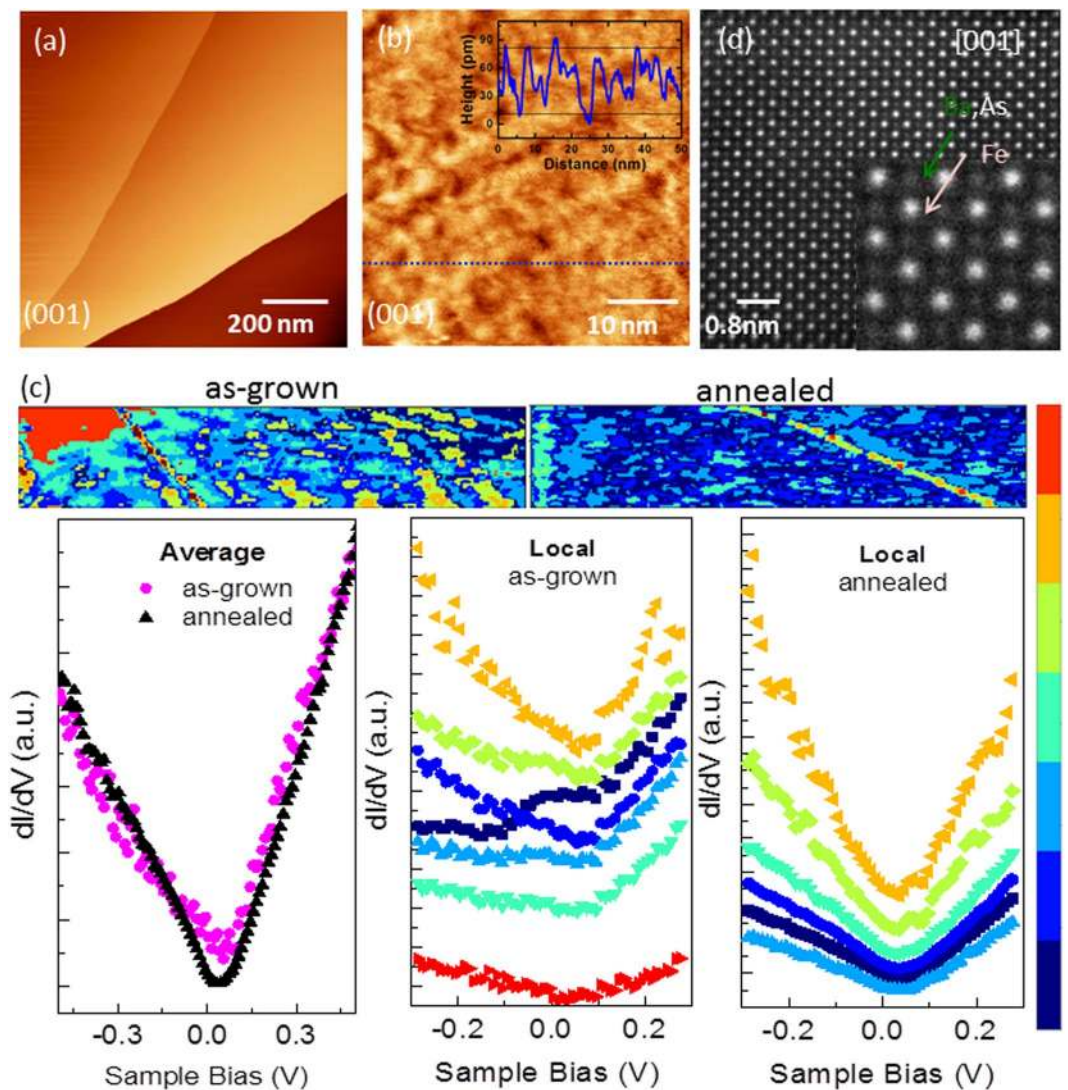 (a)
(001)
200 nm
(b)
Height (pm)
90
60
30
0
0 10 20 30 40 50
Distance (nm)
(001)
10 nm
(d)
[001]
Ba,As
Fe
0.8nm
(c)
as-grown
annealed
Average
as-grown
annealed
dI/dV (a.u.)
-0.3 0.0 0.3
Sample Bias (V)
Local
as-grown
dI/dV (a.u.)
-0.2 0.0 0.2
Sample Bias (V)
Local
annealed
dI/dV (a.u.)
-0.2 0.0 0.2
Sample Bias (V)